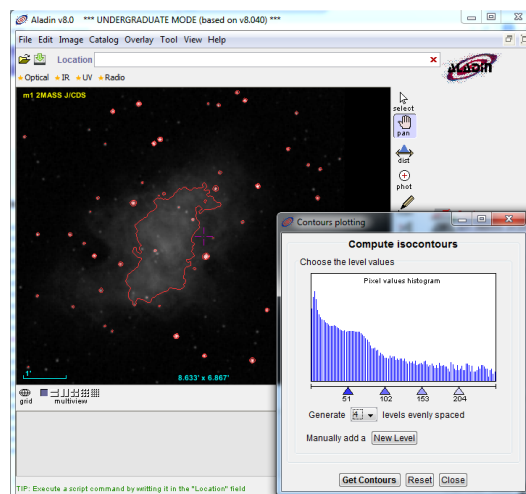 Aladin v8.0 *** UNDERGRADUATE MODE (based on v8.040) ***
File Edit Image Catalog Overlay Tool View Help
Location
Aladin
Optical IR UV Radio
m1 2MASS J/CDS
select
pan
dist
phot
1'
8.633' x 6.867'
grid multiview
TIP: Execute a script command by writting it in the "Location" field
Contours plotting
Compute isocontours
Choose the level values
Pixel values histogram
51 102 153 204
Generate 4 levels evenly spaced
Manually add a New Level
Get Contours Reset Close